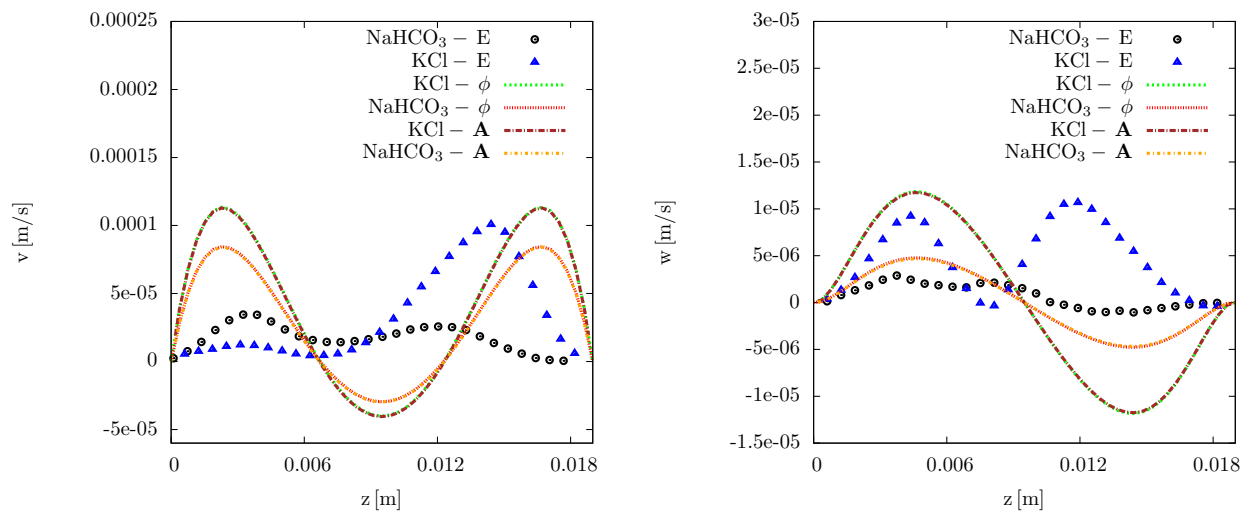 0.00025
0.0002
0.00015
0.0001
5e-05
0
-5e-05
v [m/s]
NaHCO₃ − E
KCl − E
KCl − ϕ
NaHCO₃ − ϕ
KCl − A
NaHCO₃ − A
0 0.006 0.012 0.018
z [m]
3e-05
2.5e-05
2e-05
1.5e-05
1e-05
5e-06
0
-5e-06
-1e-05
-1.5e-05
w [m/s]
NaHCO₃ − E
KCl − E
KCl − ϕ
NaHCO₃ − ϕ
KCl − A
NaHCO₃ − A
0 0.006 0.012 0.018
z [m]